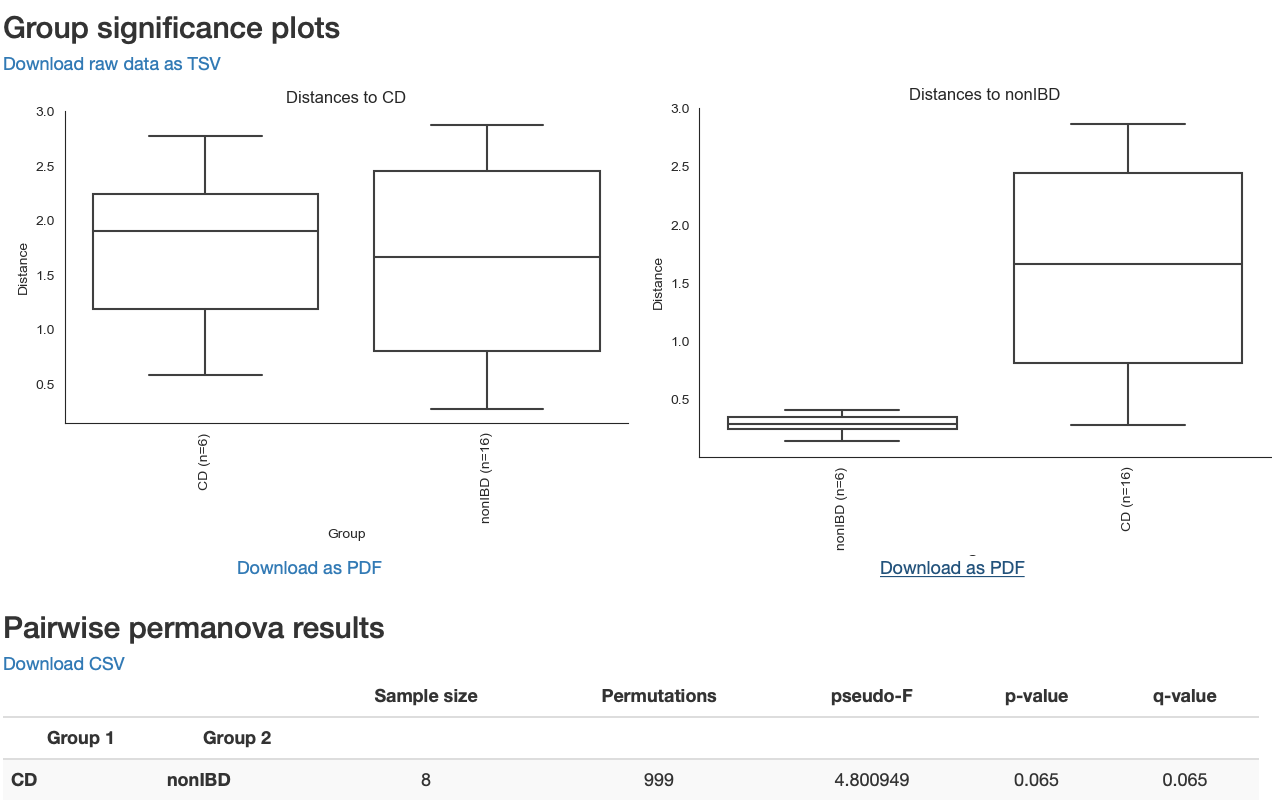 Group significance plots
Download raw data as TSV
Distances to CD
3.0
2.5
2.0
1.5
1.0
0.5
Distance
CD (n=6)
nonIBD (n=16)
Group
Download as PDF
Distances to nonIBD
3.0
2.5
2.0
1.5
1.0
0.5
Distance
nonIBD (n=6)
CD (n=16)
Download as PDF
Pairwise permanova results
Download CSV
Sample size Permutations pseudo-F p-value q-value
Group 1 Group 2
CD nonIBD 8 999 4.800949 0.065 0.065